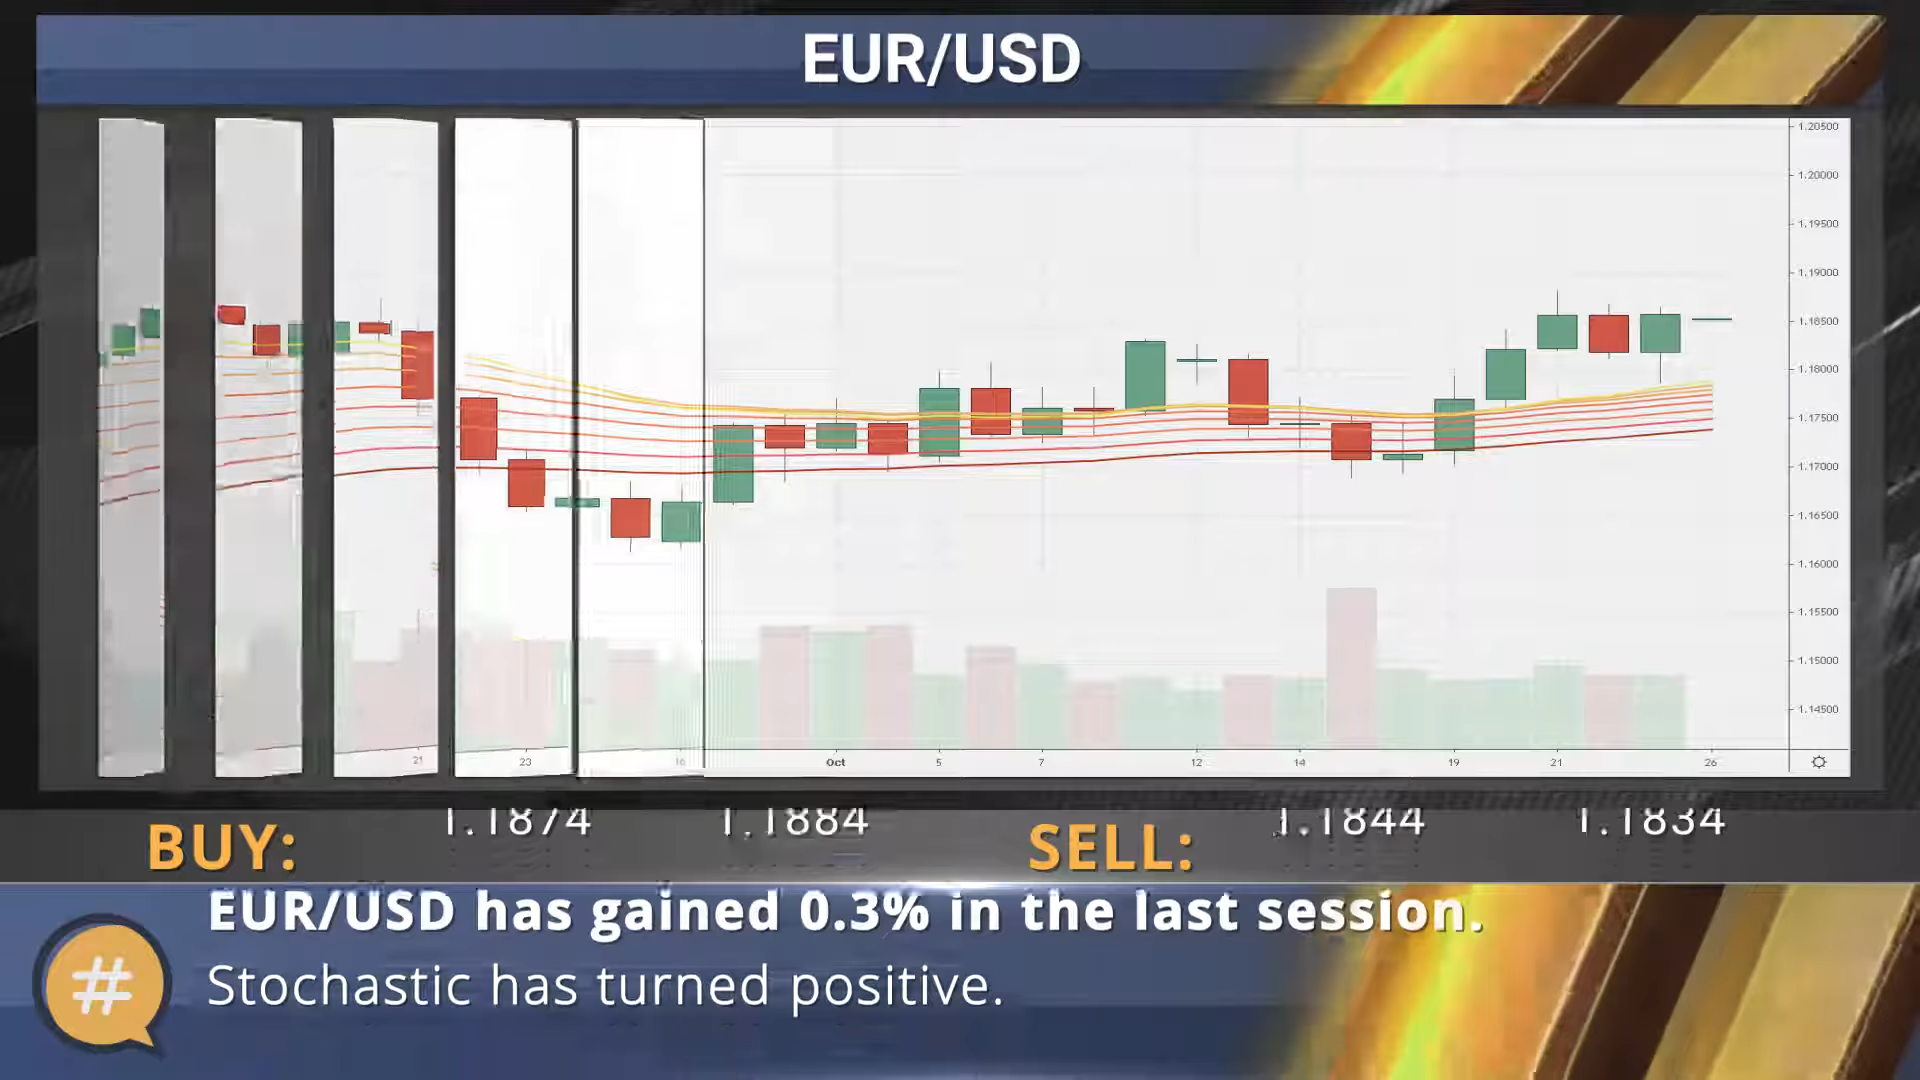 EUR/USD
1.20500
1.20000
1.19500
1.19000
1.18500
1.18000
1.17500
1.17000
1.16500
1.16000
1.15500
1.15000
1.14500
21 23 16 Oct 5 7 12 14 19 21 26
BUY: 1.1874 1.1884 SELL: 1.1844 1.1834
EUR/USD has gained 0.3% in the last session.
# Stochastic has turned positive.